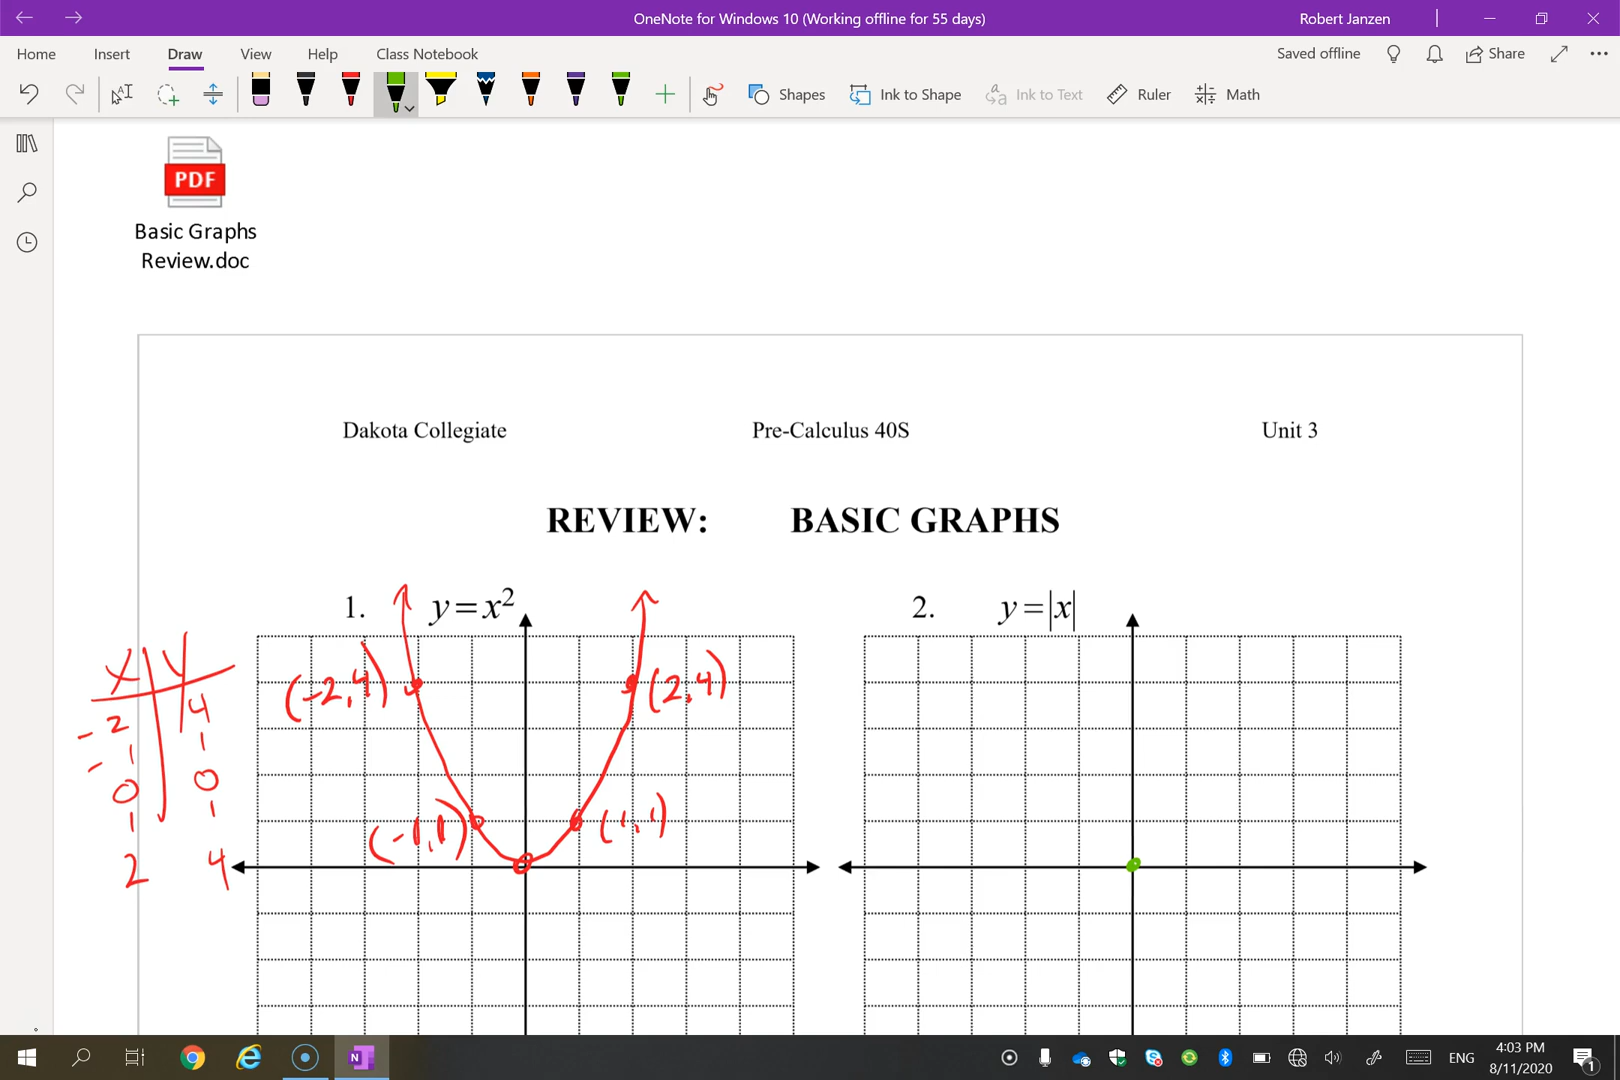 OneNote for Windows 10 (Working offline for 55 days)
Robert Janzen
Home Insert Draw View Help Class Notebook
Saved offline
Share
Shapes
Ink to Shape
Ink to Text
Ruler
Math
PDF
Basic Graphs
Review.doc
Dakota Collegiate
Pre-Calculus 40S
Unit 3
REVIEW: BASIC GRAPHS
1. y=x²
2. y=|x|
x y
-2 4
-1 1
0 0
1 1
2 4
(-2,4)
(2,4)
(-1,1)
(1,1)
ENG
4:03 PM
8/11/2020
1